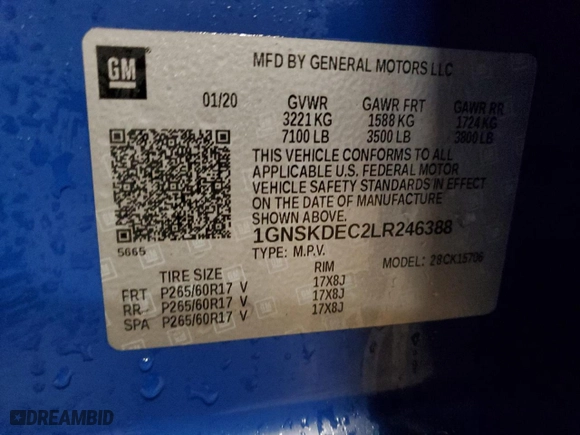 GM
MFD BY GENERAL MOTORS LLC
01/20 GVWR GAWR FRT GAWR RR
3221 KG 1588 KG 1724 KG
7100 LB 3500 LB 3800 LB
THIS VEHICLE CONFORMS TO ALL
APPLICABLE U.S. FEDERAL MOTOR
VEHICLE SAFETY STANDARDS IN EFFECT
ON THE DATE OF MANUFACTURE
SHOWN ABOVE.
1GNSKDEC2LR246388
5665
TYPE: M.P.V. MODEL: 28CK15706
TIRE SIZE RIM
FRT P265/60R17 V 17X8J
RR P265/60R17 V 17X8J
SPA P265/60R17 V 17X8J
DREAMBID